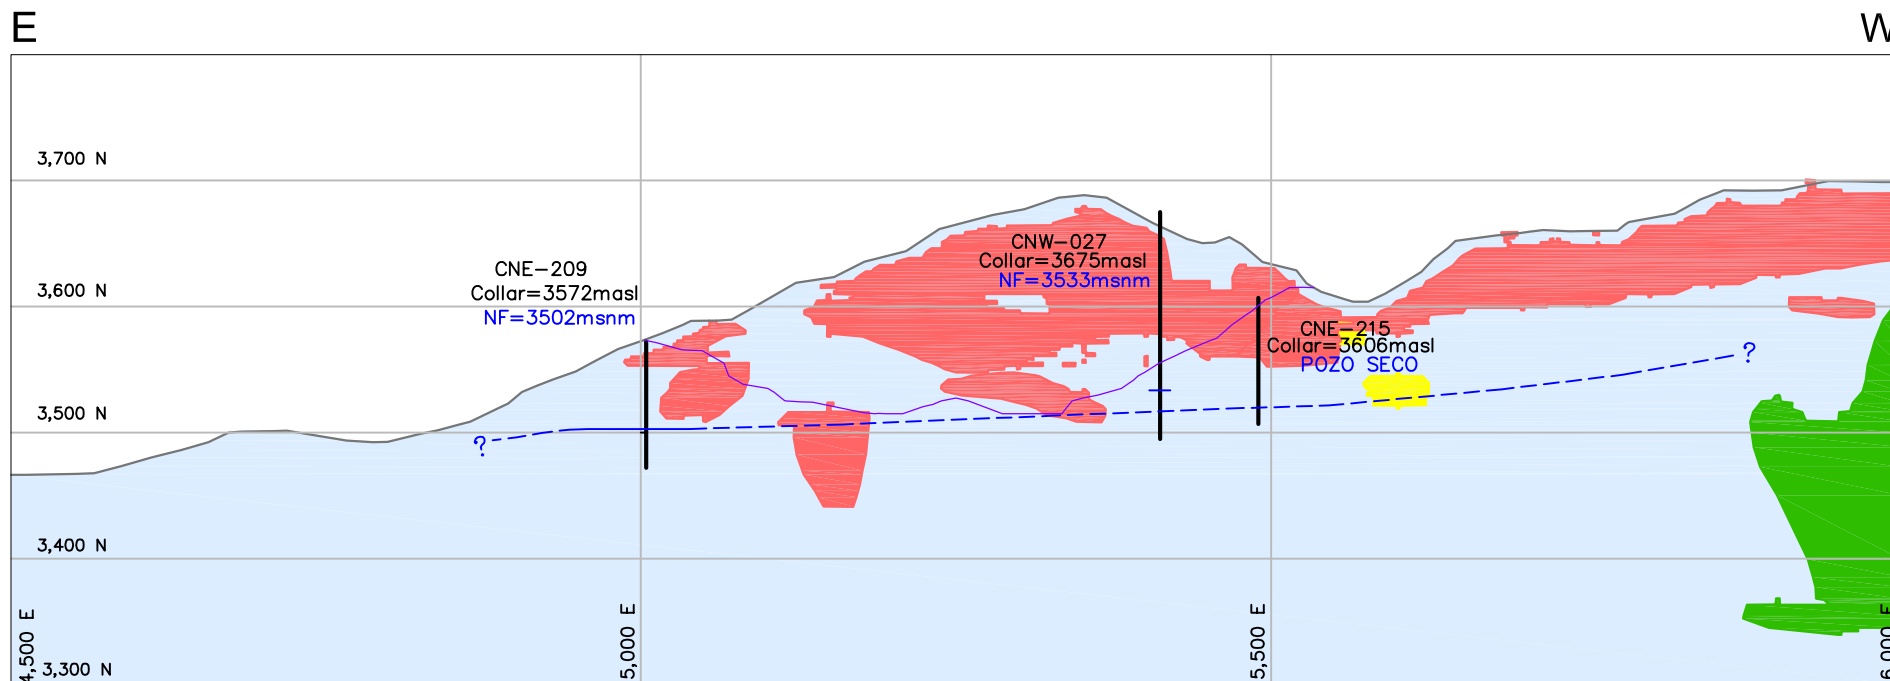 E
W
3,700 N
CNW-027
Collar=3675masl
NF=3533msnm
CNE-209
Collar=3572masl
NF=3502msnm
3,600 N
CNE-215
Collar=3606masl
POZO SECO
?
3,500 N
?
3,400 N
3,300 N
4,500 E
5,000 E
5,500 E
6,000 E